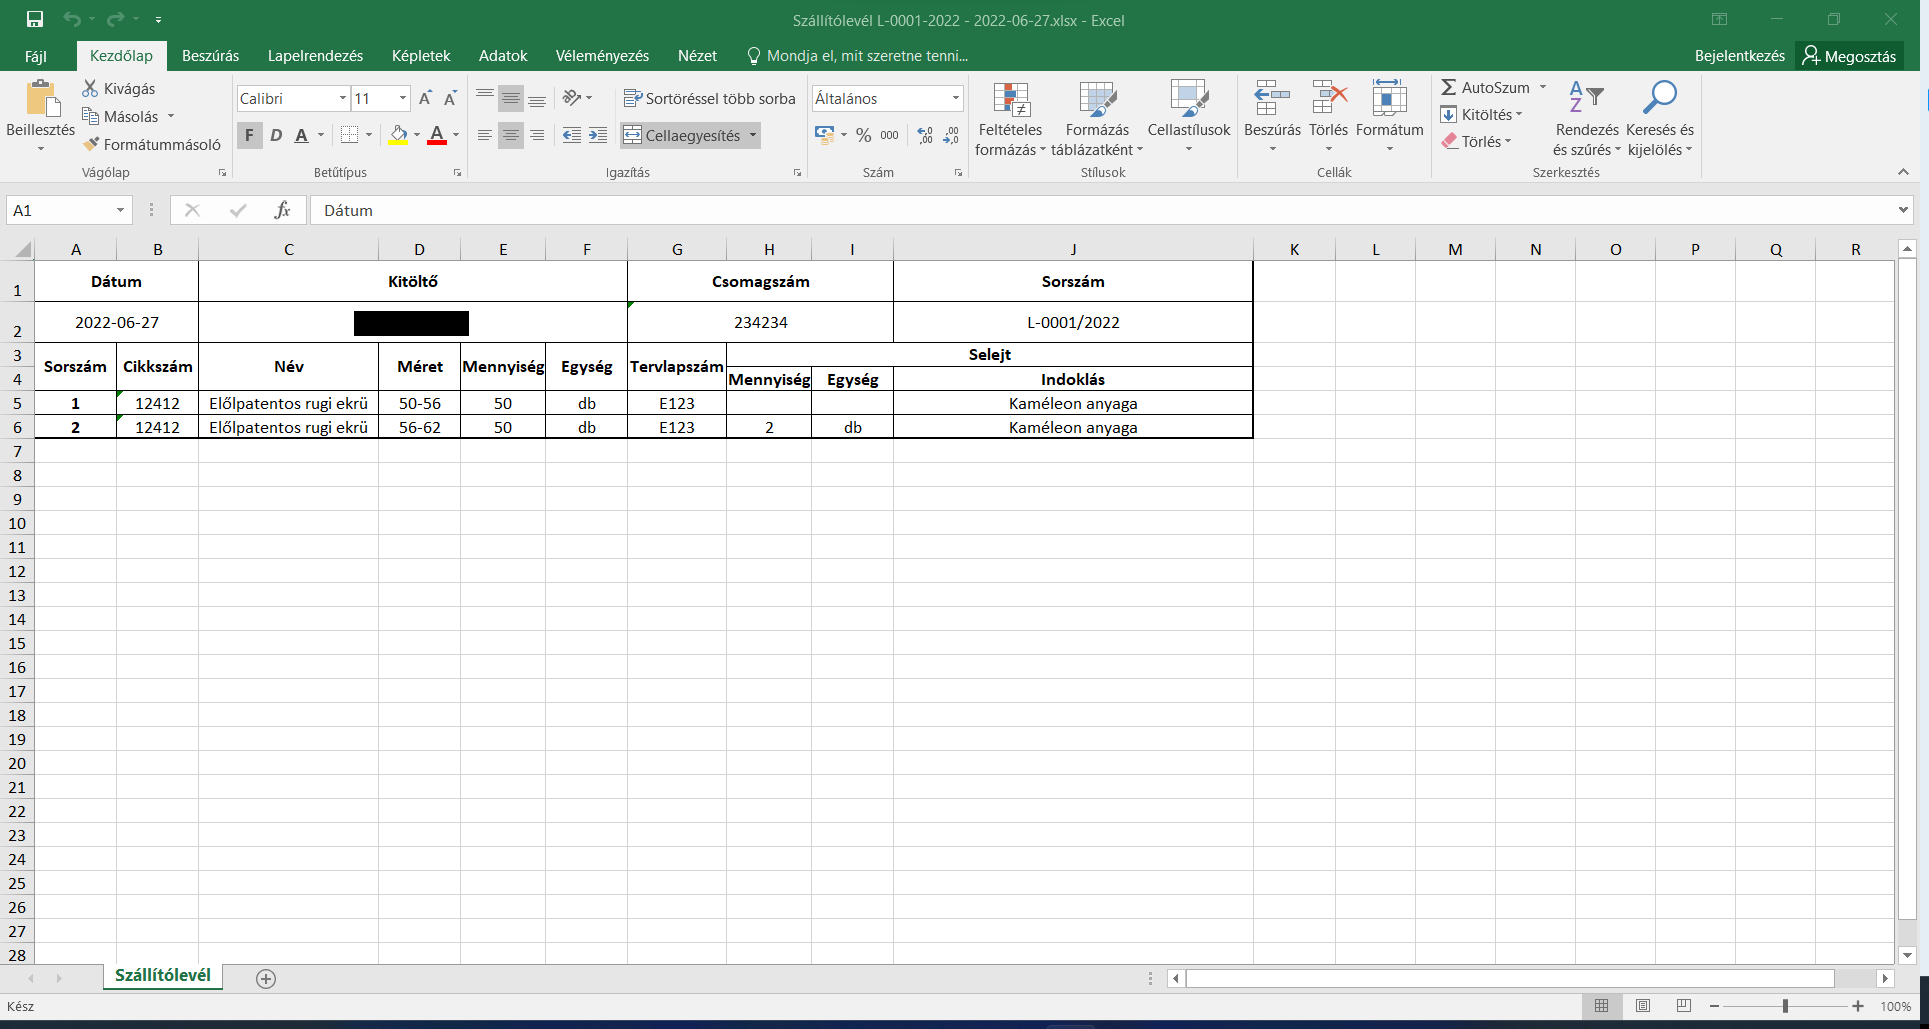 Szállítólevél L-0001-2022 - 2022-06-27.xlsx - Excel
Fájl Kezdőlap Beszúrás Lapelrendezés Képletek Adatok Véleményezés Nézet Mondja el, mit szeretne tenni... Bejelentkezés Megosztás
Beillesztés
Kivágás
Másolás
Formátummásoló
Vágólap
Calibri 11
F D A A
Betűtípus
Sortöréssel több sorba
Cellaegyesítés
Igazítás
Általános
% 000
Szám
Feltételes formázás
Formázás táblázatként
Cellastílusok
Stílusok
Beszúrás Törlés Formátum
Cellák
AutoSzum
Kitöltés
Törlés
Rendezés és szűrés
Keresés és kijelölés
Szerkesztés
A1 fx Dátum
A B C D E F G H I J K L M N O P Q R
1 Dátum Kitöltő Csomagszám Sorszám
2 2022-06-27 234234 L-0001/2022
3 Sorszám Cikkszám Név Méret Mennyiség Egység Tervlapszám Selejt
4 Mennyiség Egység Indoklás
5 1 12412 Előlpatentos rugi ekrü 50-56 50 db E123 Kaméleon anyaga
6 2 12412 Előlpatentos rugi ekrü 56-62 50 db E123 2 db Kaméleon anyaga
7
8
9
10
11
12
13
14
15
16
17
18
19
20
21
22
23
24
25
26
27
28
Szállítólevél
Kész 100%